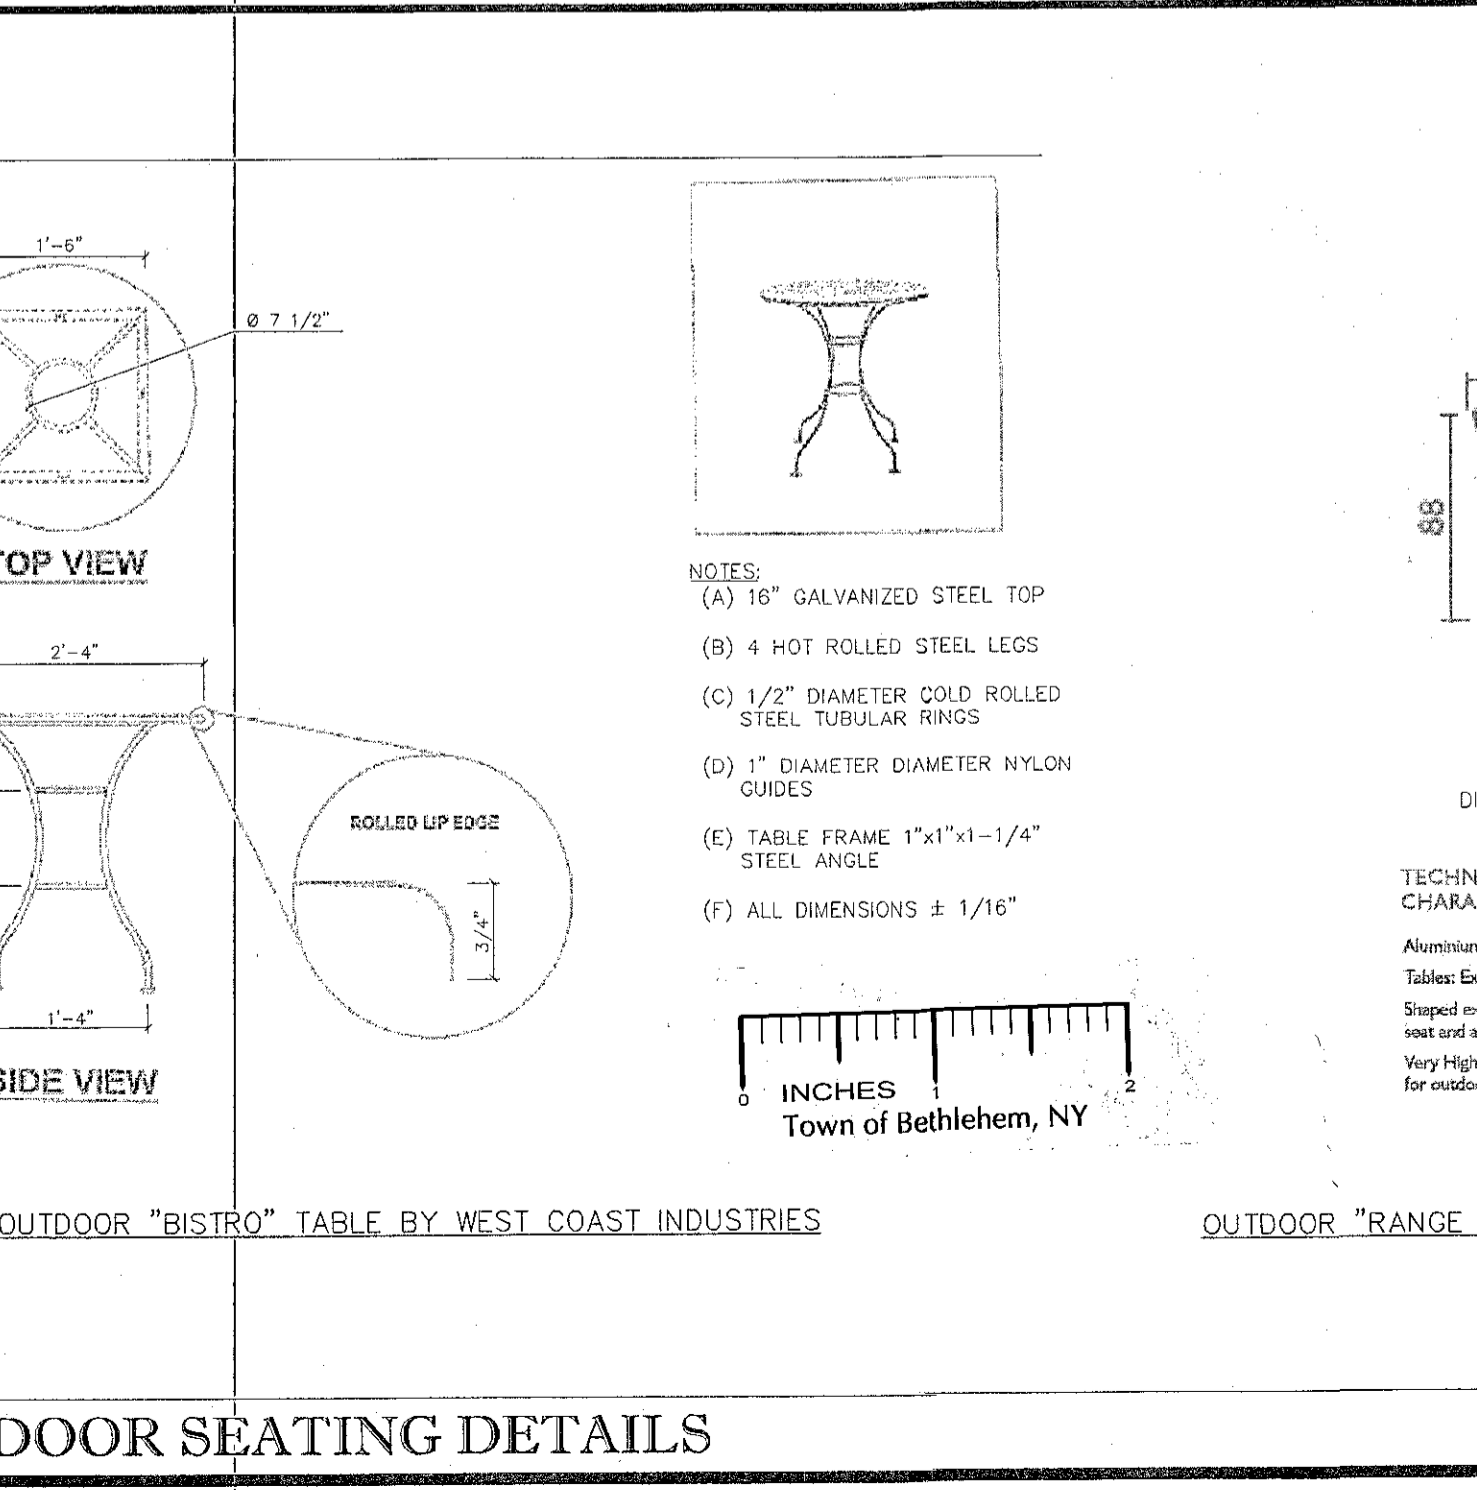 1'-6"
Ø 7 1/2"
TOP VIEW
2'-4"
ROLLED LIP EDGE
3/4"
1'-4"
SIDE VIEW
NOTES:
(A) 16" GALVANIZED STEEL TOP
(B) 4 HOT ROLLED STEEL LEGS
(C) 1/2" DIAMETER COLD ROLLED
STEEL TUBULAR RINGS
(D) 1" DIAMETER DIAMETER NYLON
GUIDES
(E) TABLE FRAME 1"x1"x1-1/4"
STEEL ANGLE
(F) ALL DIMENSIONS ± 1/16"
0 INCHES 1 2
Town of Bethlehem, NY
OUTDOOR "BISTRO" TABLE BY WEST COAST INDUSTRIES
88
DI
TECHN
CHARA
Aluminiun
Tables: Ex
Shaped ex
seat and a
Very High
for outdo
OUTDOOR "RANGE
DOOR SEATING DETAILS